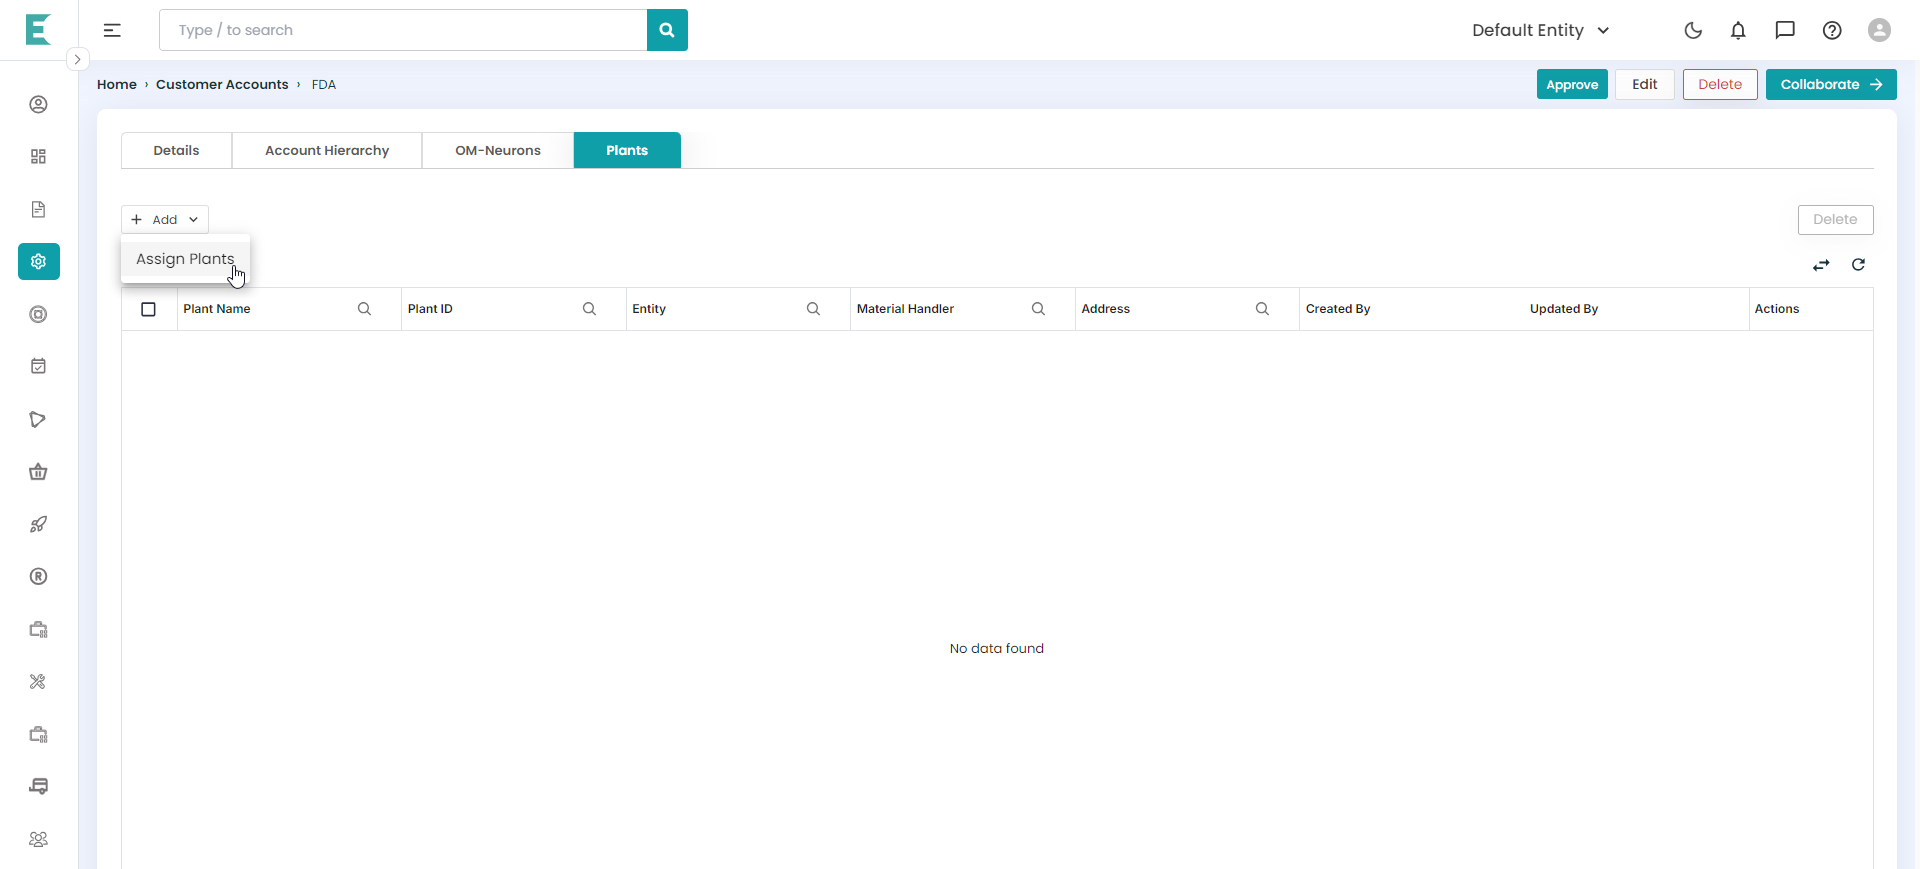 Type / to search
Default Entity
Home › Customer Accounts › FDA
Approve
Edit
Delete
Collaborate
Details
Account Hierarchy
OM-Neurons
Plants
Add
Delete
Assign Plants
Plant Name
Plant ID
Entity
Material Handler
Address
Created By
Updated By
Actions
No data found